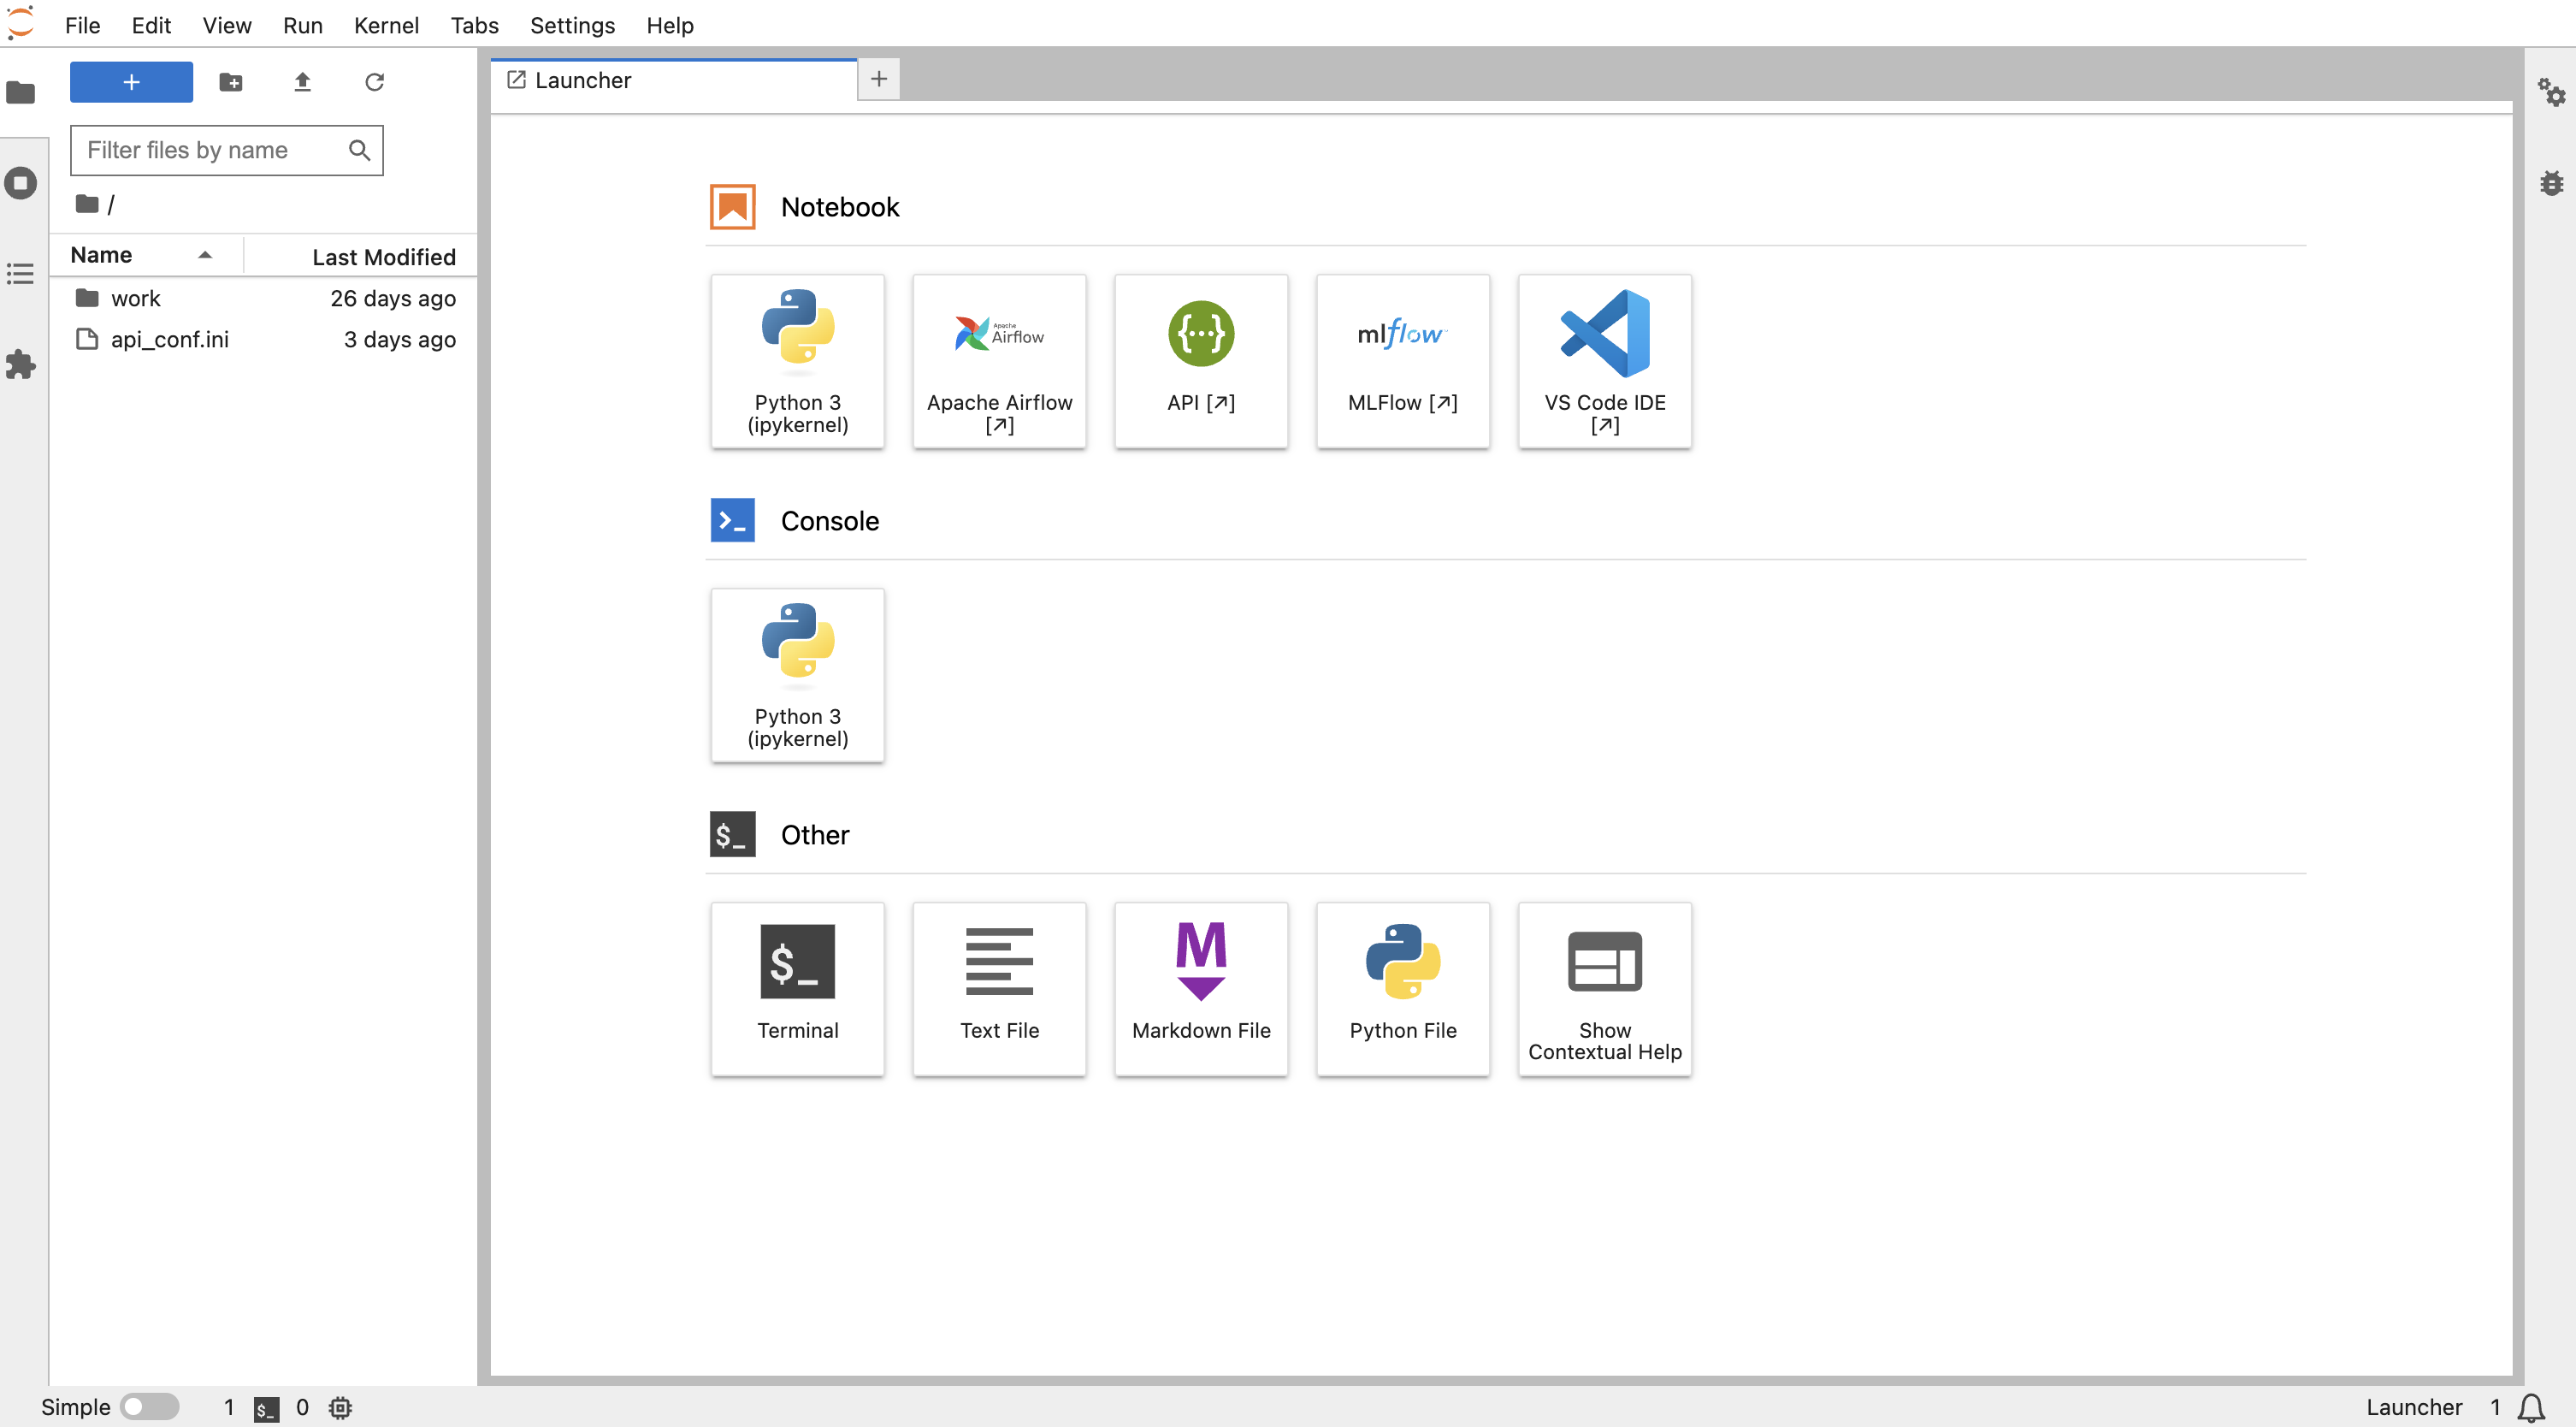 File Edit View Run Kernel Tabs Settings Help
+
Filter files by name
/
Name Last Modified
work 26 days ago
api_conf.ini 3 days ago
Launcher +
Notebook
Python 3
(ipykernel)
Apache
Airflow
Apache Airflow
[↗]
{···}
API [↗]
mlflow™
MLFlow [↗]
VS Code IDE
[↗]
>_ Console
Python 3
(ipykernel)
$_ Other
$_
Terminal
Text File
M
Markdown File
Python File
Show
Contextual Help
Simple 1 $_ 0
Launcher 1